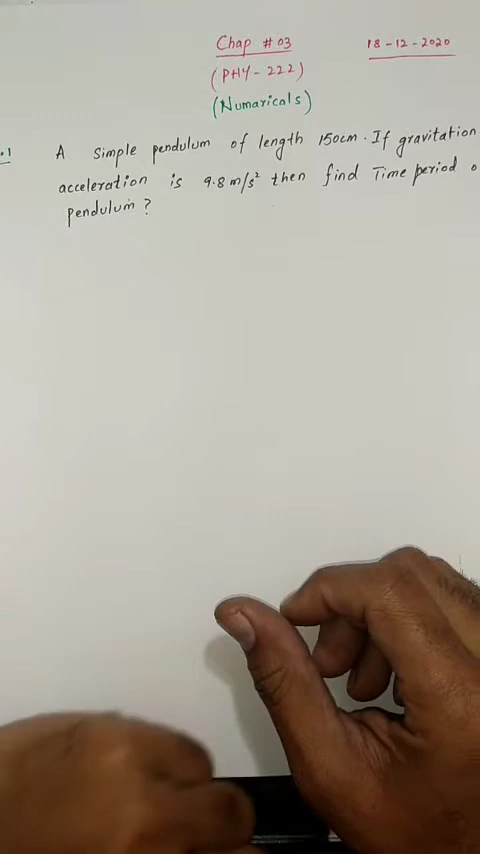 Chap # 03 18-12-2020
(PHY-222)
(Numaricals)
.1 A simple pendulum of length 150cm. If gravitation
acceleration is 9.8 m/s² then find Time period o
pendulum?